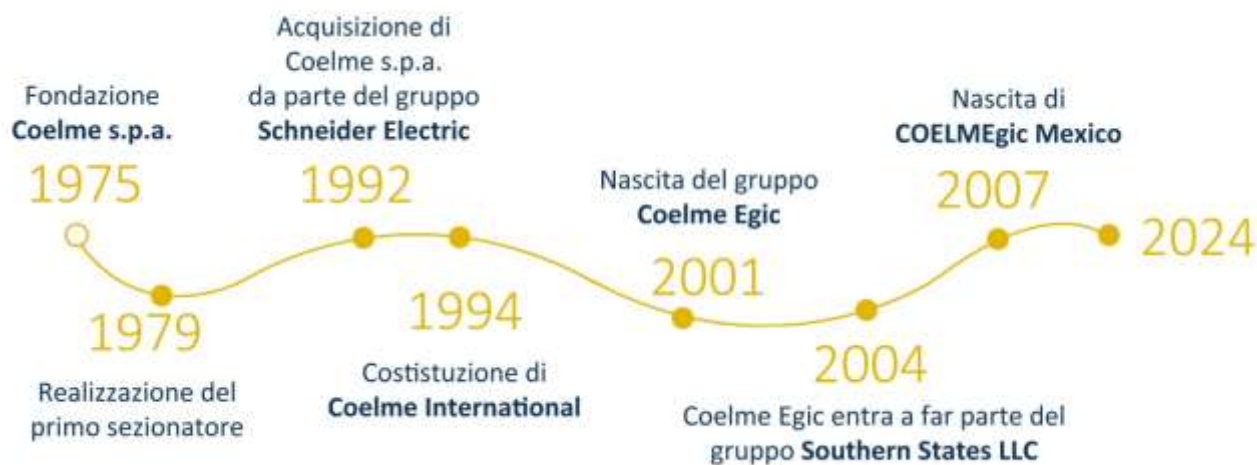 Fondazione
Coelme s.p.a.
1975
1979
Realizzazione del
primo sezionatore
Acquisizione di
Coelme s.p.a.
da parte del gruppo
Schneider Electric
1992
1994
Costistuzione di
Coelme International
Nascita del gruppo
Coelme Egic
2001
2004
Coelme Egic entra a far parte del
gruppo Southern States LLC
Nascita di
COELMEgic Mexico
2007
2024